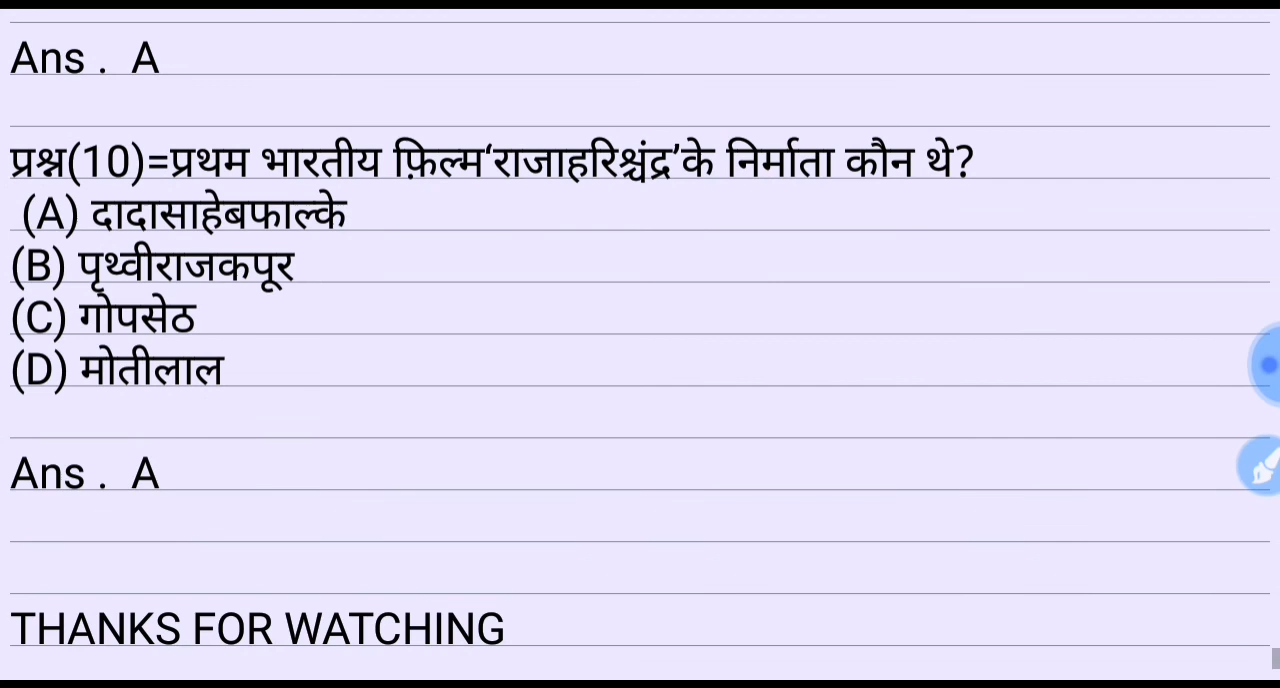 Ans . A
प्रश्न(10)=प्रथम भारतीय फ़िल्म‘राजाहरिश्चंद्र’के निर्माता कौन थे?
(A) दादासाहेबफाल्के
(B) पृथ्वीराजकपूर
(C) गोपसेठ
(D) मोतीलाल
Ans . A
THANKS FOR WATCHING